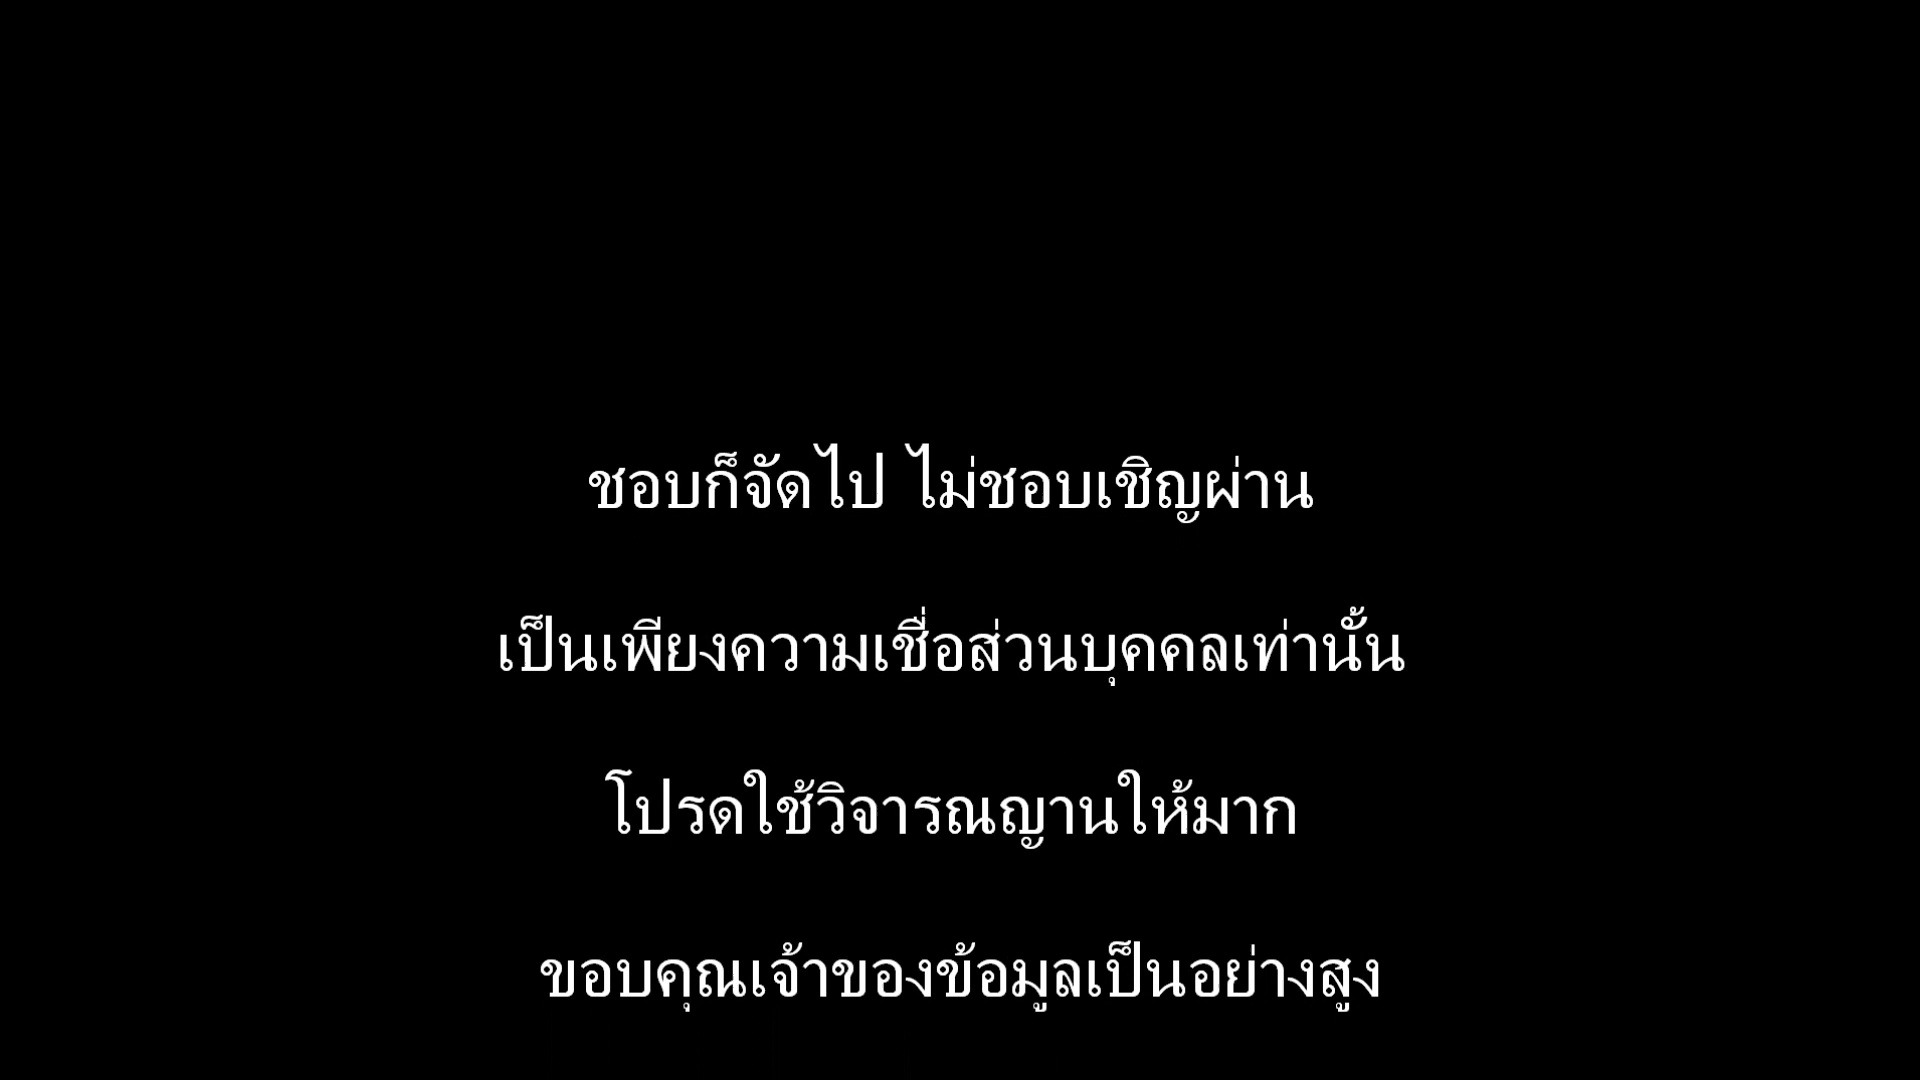 ชอบก็จัดไป ไม่ชอบเชิญผ่าน
เป็นเพียงความเชื่อส่วนบุคคลเท่านั้น
โปรดใช้วิจารณญานให้มาก
ขอบคุณเจ้าของข้อมูลเป็นอย่างสูง